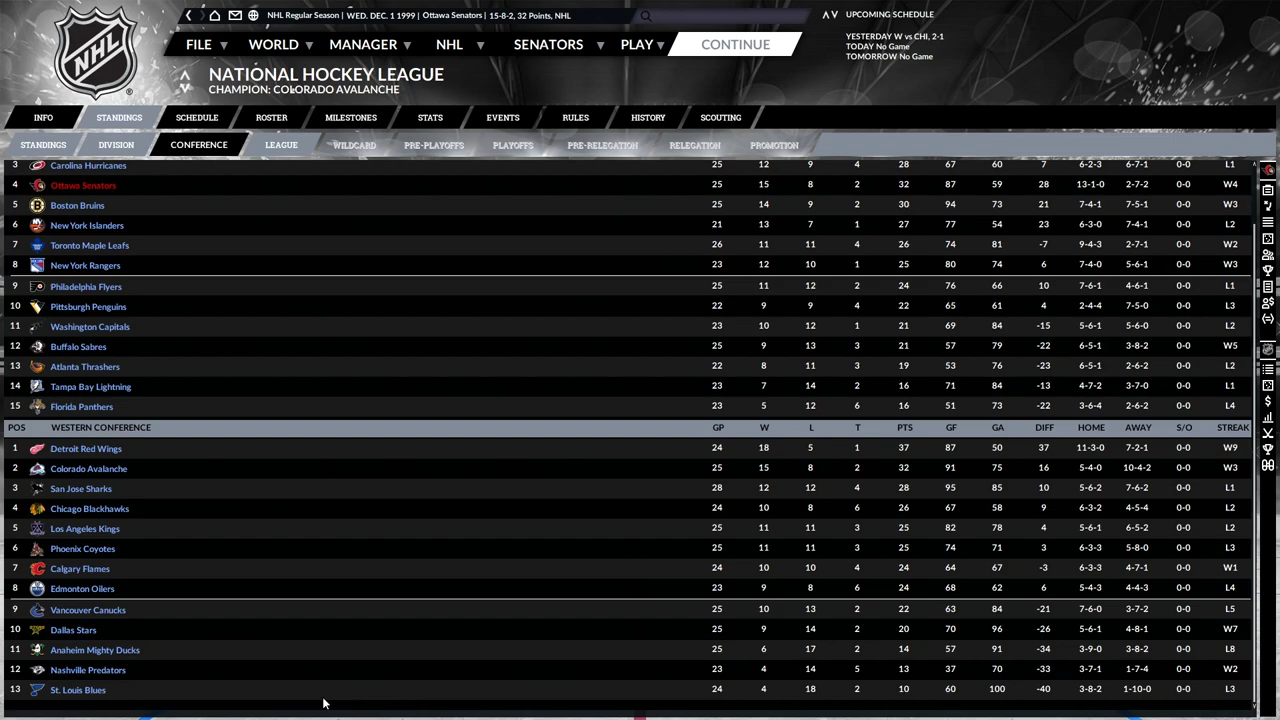 NHL Regular Season | WED. DEC. 1 1999 | Ottawa Senators | 15-8-2, 32 Points, NHL
UPCOMING SCHEDULE
YESTERDAY W vs CHI, 2-1
TODAY No Game
TOMORROW No Game
NHL
FILE WORLD MANAGER NHL SENATORS PLAY CONTINUE
NATIONAL HOCKEY LEAGUE
CHAMPION: COLORADO AVALANCHE
INFO STANDINGS SCHEDULE ROSTER MILESTONES STATS EVENTS RULES HISTORY SCOUTING
STANDINGS DIVISION CONFERENCE LEAGUE WILDCARD PRE-PLAYOFFS PLAYOFFS PRE-RELEGATION RELEGATION PROMOTION
3 Carolina Hurricanes 25 12 9 4 28 67 60 7 6-2-3 6-7-1 0-0 L1
4 Ottawa Senators 25 15 8 2 32 87 59 28 13-1-0 2-7-2 0-0 W4
5 Boston Bruins 25 14 9 2 30 94 73 21 7-4-1 7-5-1 0-0 W3
6 New York Islanders 21 13 7 1 27 77 54 23 6-3-0 7-4-1 0-0 L2
7 Toronto Maple Leafs 26 11 11 4 26 74 81 -7 9-4-3 2-7-1 0-0 W2
8 New York Rangers 23 12 10 1 25 80 74 6 7-4-0 5-6-1 0-0 W3
9 Philadelphia Flyers 25 11 12 2 24 76 66 10 7-6-1 4-6-1 0-0 L1
10 Pittsburgh Penguins 22 9 9 4 22 65 61 4 2-4-4 7-5-0 0-0 L3
11 Washington Capitals 23 10 12 1 21 69 84 -15 5-6-1 5-6-0 0-0 L2
12 Buffalo Sabres 25 9 13 3 21 57 79 -22 6-5-1 3-8-2 0-0 W5
13 Atlanta Thrashers 22 8 11 3 19 53 76 -23 6-5-1 2-6-2 0-0 L2
14 Tampa Bay Lightning 23 7 14 2 16 71 84 -13 4-7-2 3-7-0 0-0 L1
15 Florida Panthers 23 5 12 6 16 51 73 -22 3-6-4 2-6-2 0-0 L4
POS WESTERN CONFERENCE GP W L T PTS GF GA DIFF HOME AWAY S/O STREAK
1 Detroit Red Wings 24 18 5 1 37 87 50 37 11-3-0 7-2-1 0-0 W9
2 Colorado Avalanche 25 15 8 2 32 91 75 16 5-4-0 10-4-2 0-0 W3
3 San Jose Sharks 28 12 12 4 28 95 85 10 5-6-2 7-6-2 0-0 L1
4 Chicago Blackhawks 24 10 8 6 26 67 58 9 6-3-2 4-5-4 0-0 L2
5 Los Angeles Kings 25 11 11 3 25 82 78 4 5-6-1 6-5-2 0-0 L2
6 Phoenix Coyotes 25 11 11 3 25 74 71 3 6-3-3 5-8-0 0-0 L3
7 Calgary Flames 24 10 10 4 24 64 67 -3 6-3-3 4-7-1 0-0 W1
8 Edmonton Oilers 23 9 8 6 24 68 62 6 5-4-3 4-4-3 0-0 L4
9 Vancouver Canucks 25 10 13 2 22 63 84 -21 7-6-0 3-7-2 0-0 L5
10 Dallas Stars 25 9 14 2 20 70 96 -26 5-6-1 4-8-1 0-0 W7
11 Anaheim Mighty Ducks 25 6 17 2 14 57 91 -34 3-9-0 3-8-2 0-0 L8
12 Nashville Predators 23 4 14 5 13 37 70 -33 3-7-1 1-7-4 0-0 W2
13 St. Louis Blues 24 4 18 2 10 60 100 -40 3-8-2 1-10-0 0-0 L3